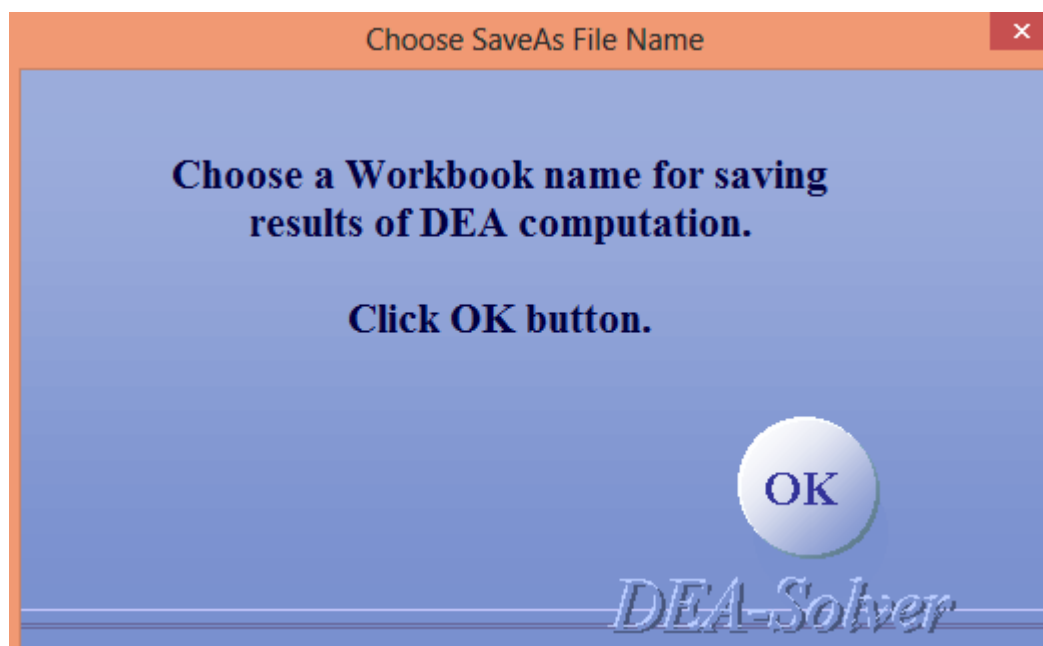 Choose SaveAs File Name
×
Choose a Workbook name for saving
results of DEA computation.
Click OK button.
OK
DEA-Solver